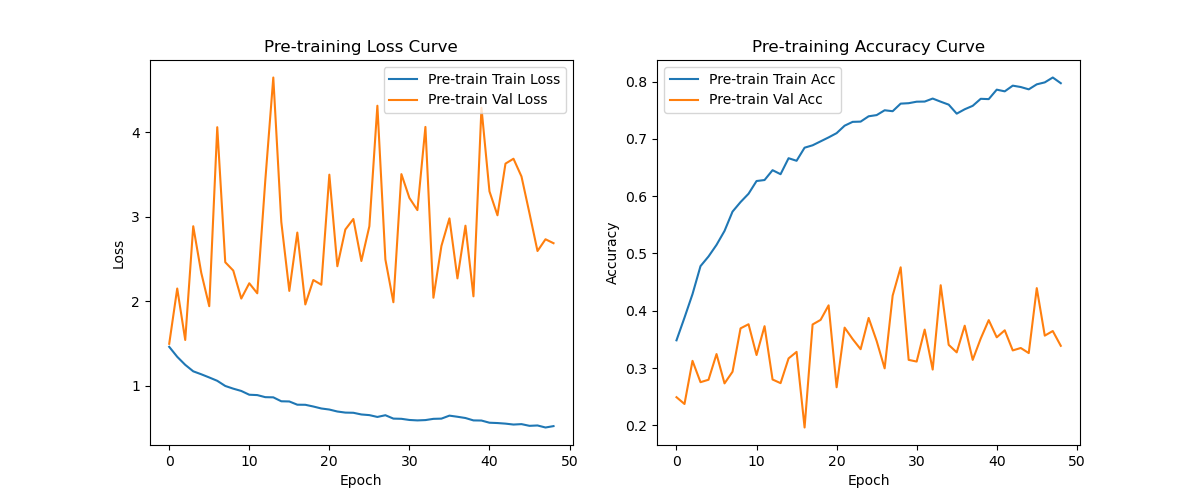 Pre-training Loss Curve
Pre-train Train Loss
Pre-train Val Loss
4
3
2
1
Loss
0
10
20
30
40
50
Epoch
Pre-training Accuracy Curve
Pre-train Train Acc
Pre-train Val Acc
0.8
0.7
0.6
0.5
0.4
0.3
0.2
Accuracy
0
10
20
30
40
50
Epoch